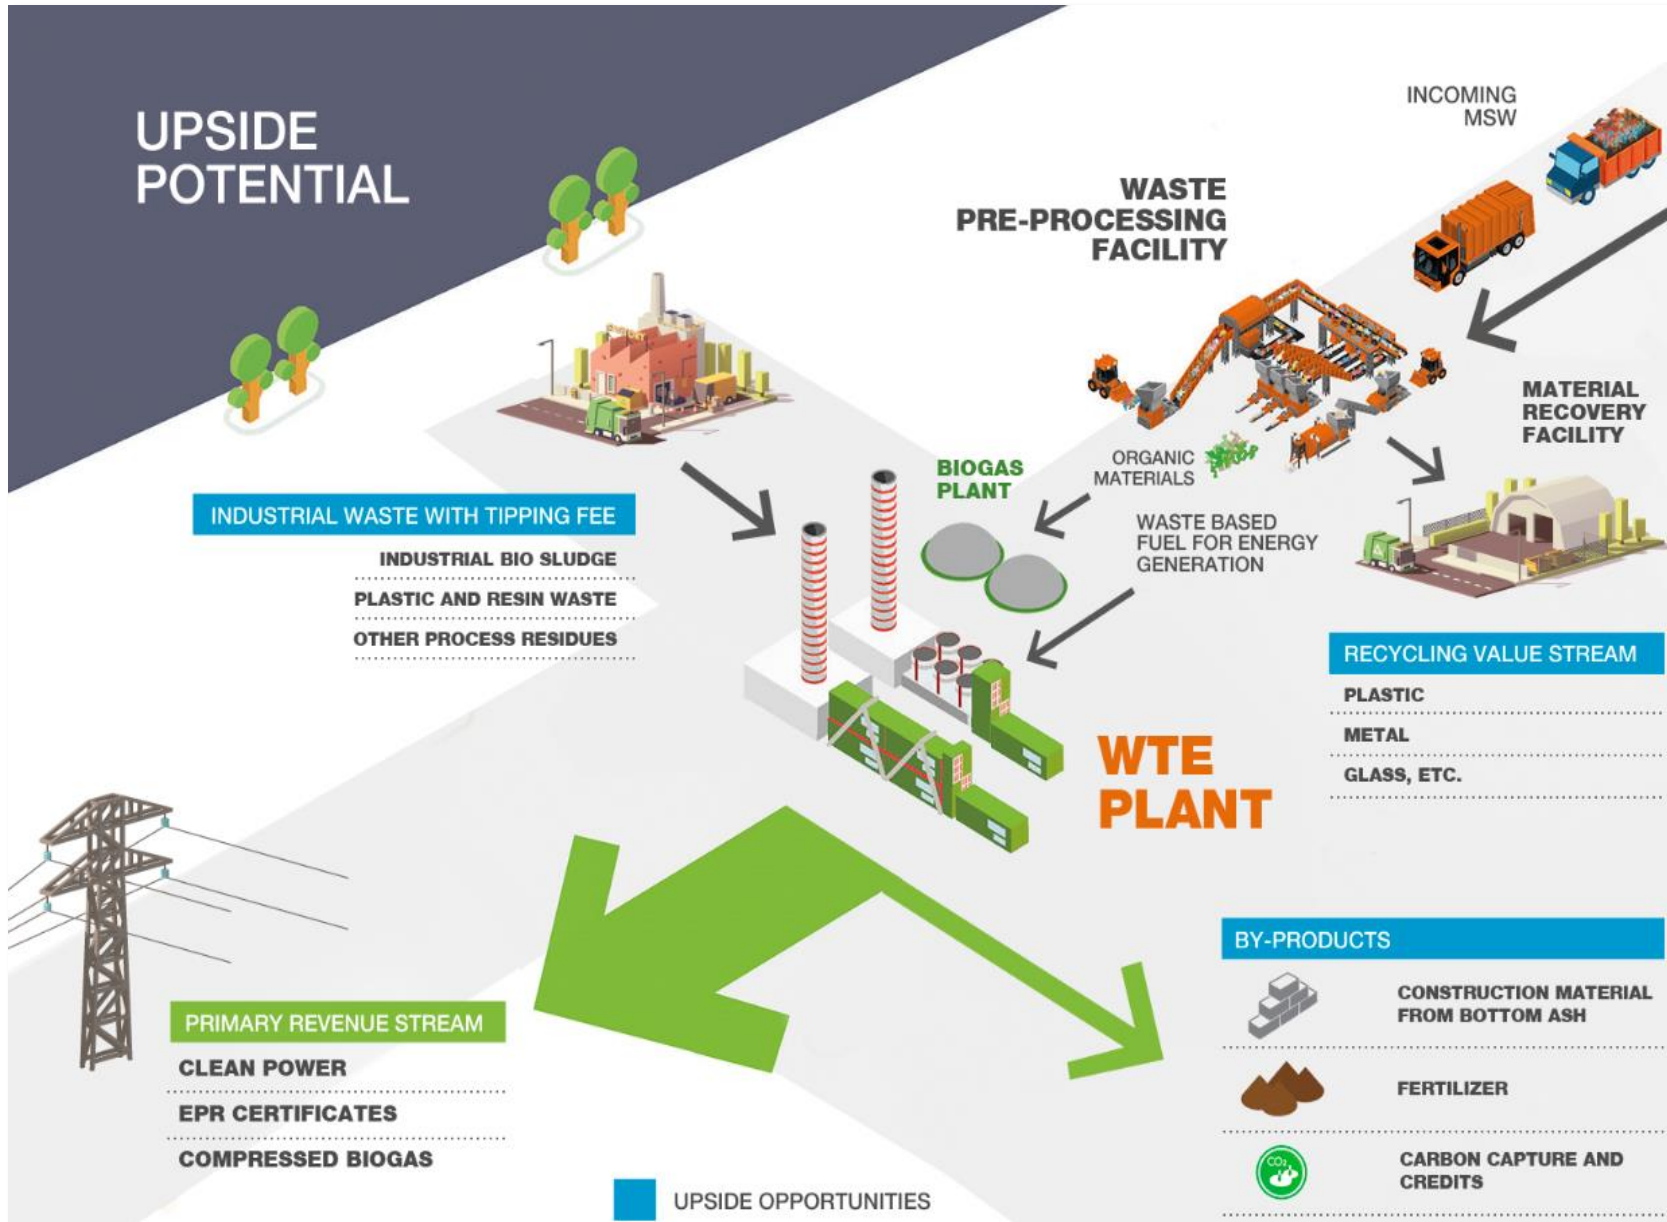 UPSIDE
POTENTIAL
INCOMING
MSW
WASTE
PRE-PROCESSING
FACILITY
MATERIAL
RECOVERY
FACILITY
BIOGAS
PLANT
ORGANIC
MATERIALS
WASTE BASED
FUEL FOR ENERGY
GENERATION
INDUSTRIAL WASTE WITH TIPPING FEE
INDUSTRIAL BIO SLUDGE
PLASTIC AND RESIN WASTE
OTHER PROCESS RESIDUES
RECYCLING VALUE STREAM
PLASTIC
METAL
GLASS, ETC.
WTE
PLANT
PRIMARY REVENUE STREAM
CLEAN POWER
EPR CERTIFICATES
COMPRESSED BIOGAS
BY-PRODUCTS
CONSTRUCTION MATERIAL
FROM BOTTOM ASH
FERTILIZER
CO2
CARBON CAPTURE AND
CREDITS
UPSIDE OPPORTUNITIES